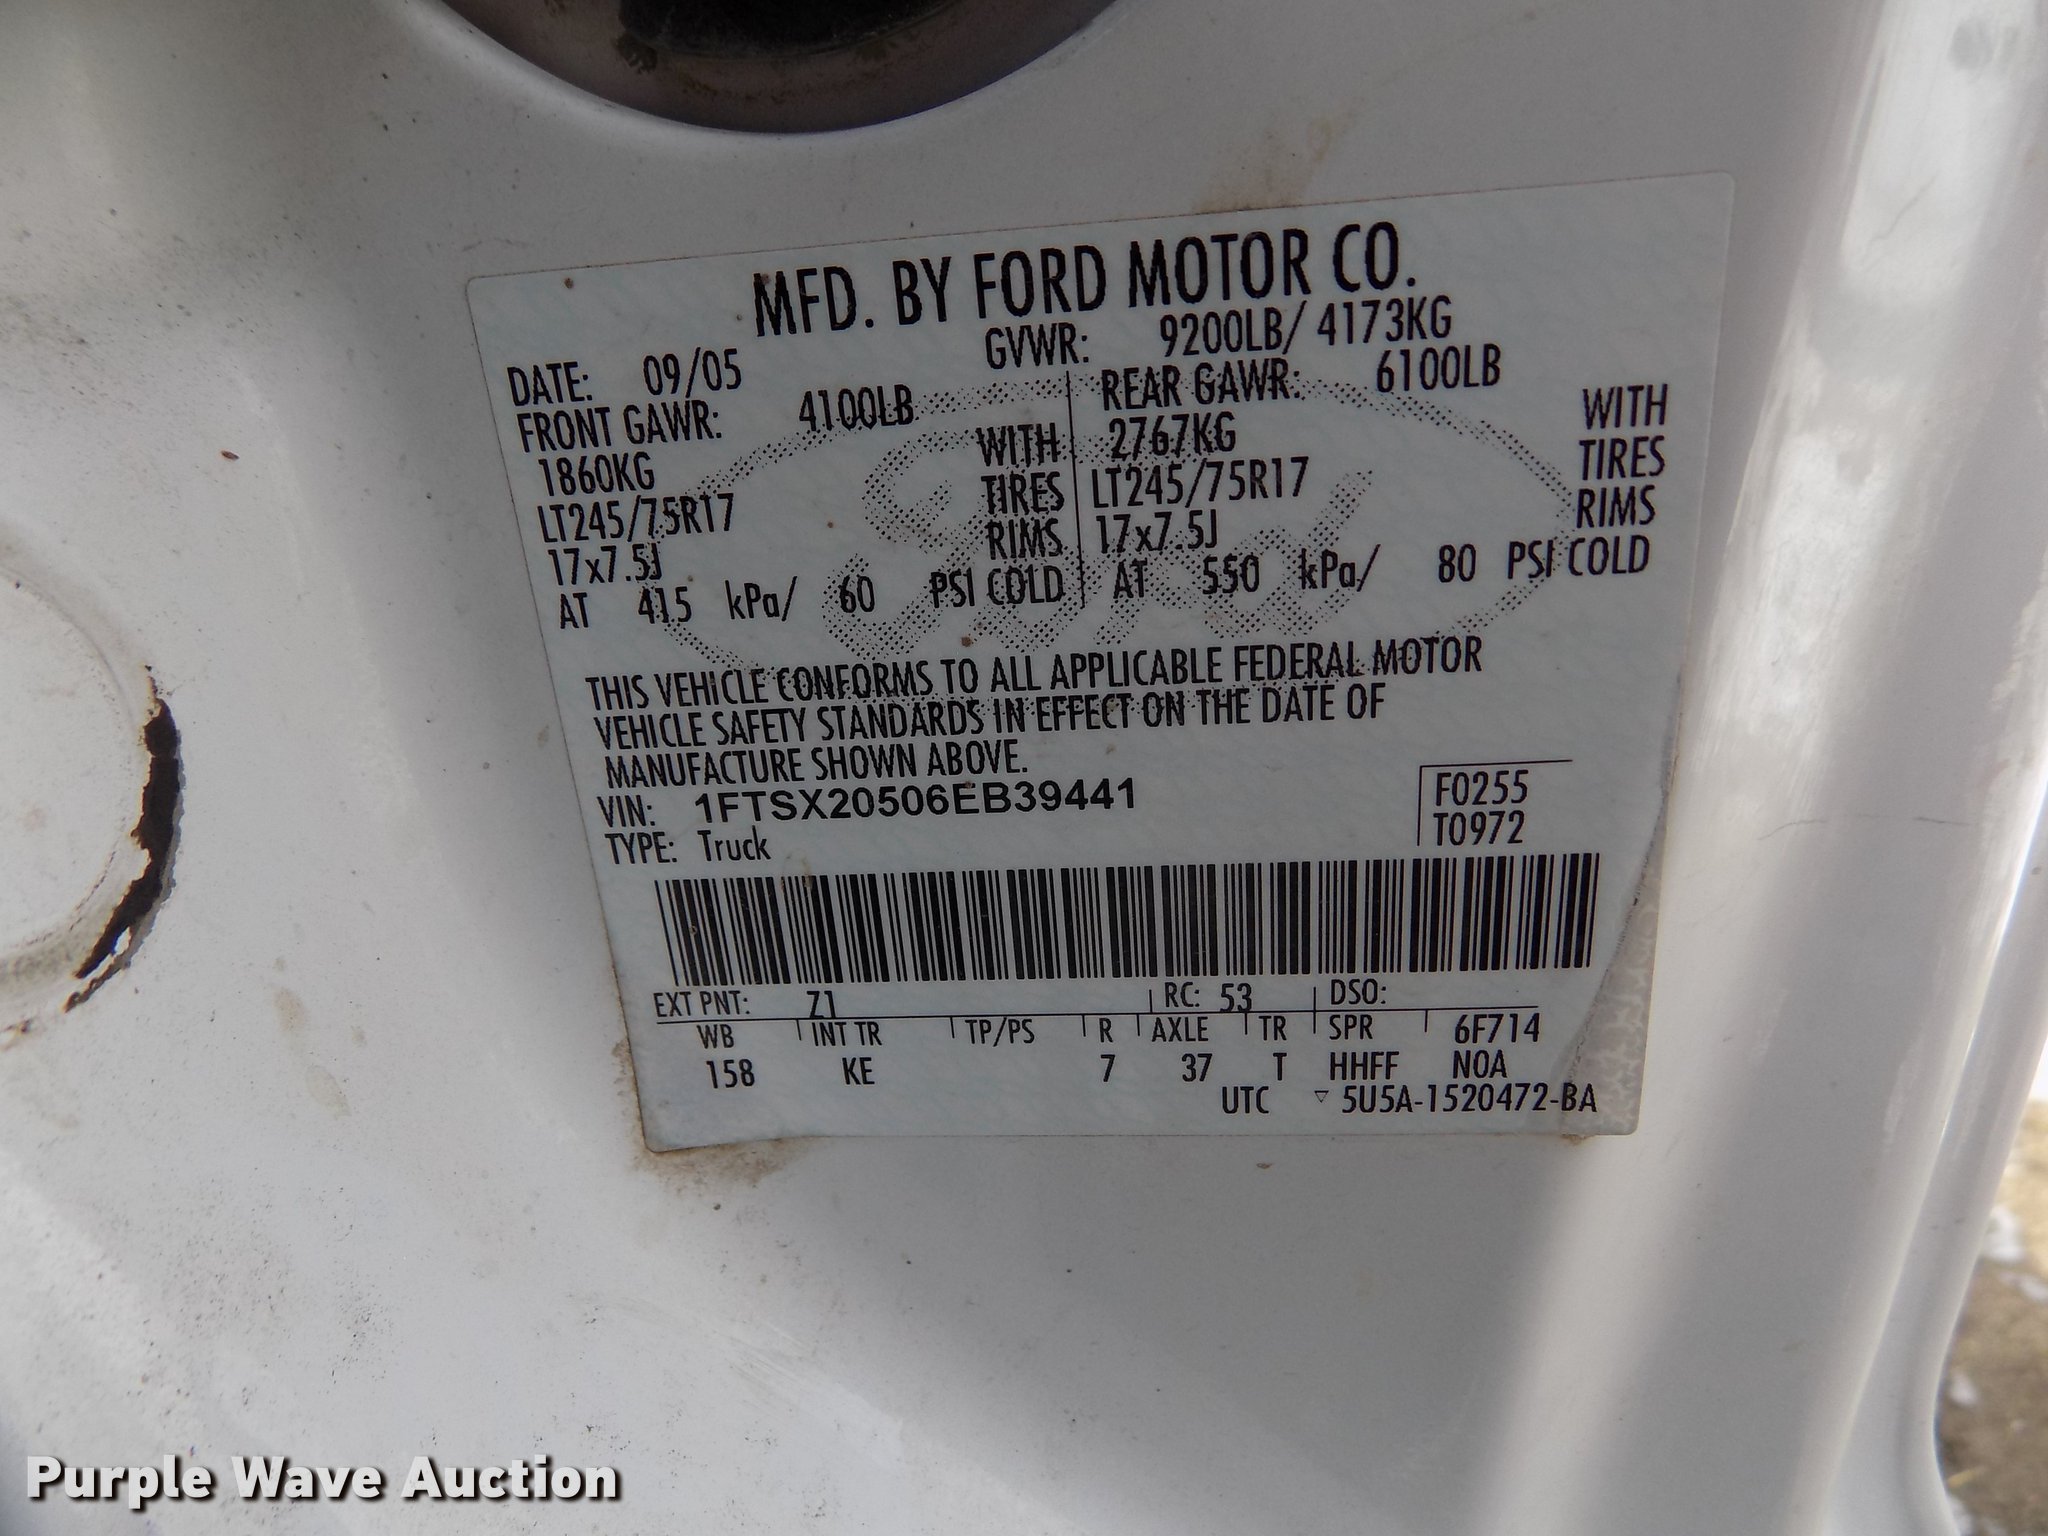 MFD. BY FORD MOTOR CO.
DATE: 09/05 GVWR: 9200LB/ 4173KG
FRONT GAWR: 4100LB REAR GAWR: 6100LB
1860KG WITH 2767KG WITH
LT245/75R17 TIRES LT245/75R17 TIRES
17x7.5J RIMS 17x7.5J RIMS
AT 415 kPa/ 60 PSI COLD AT 550 kPa/ 80 PSI COLD
Ford
THIS VEHICLE CONFORMS TO ALL APPLICABLE FEDERAL MOTOR
VEHICLE SAFETY STANDARDS IN EFFECT ON THE DATE OF
MANUFACTURE SHOWN ABOVE.
VIN: 1FTSX20506EB39441 F0255
TYPE: Truck T0972
EXT PNT: Z1 RC: 53 DSO:
WB INT TR TP/PS R AXLE TR SPR 6F714
158 KE 7 37 T HHFF NOA
UTC ▽ 5U5A-1520472-BA
Purple Wave Auction